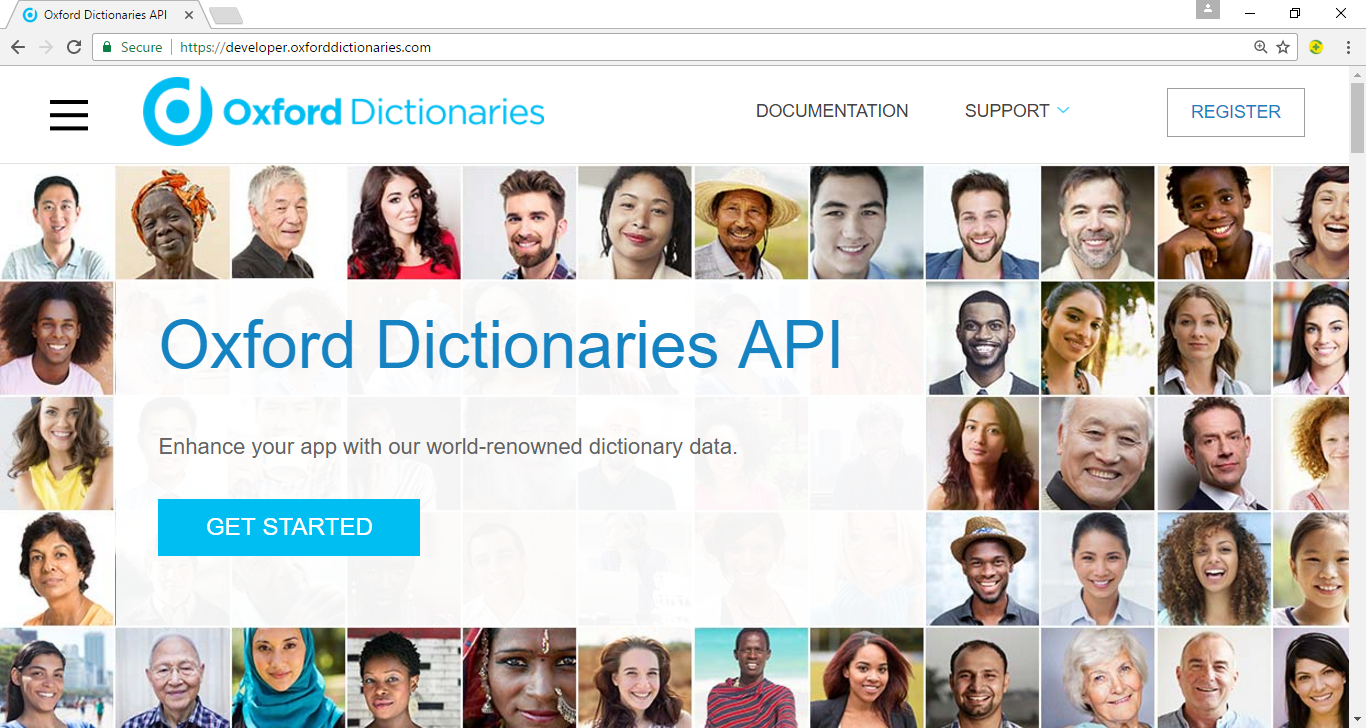 Oxford Dictionaries API
Secure https://developer.oxforddictionaries.com
Oxford Dictionaries
DOCUMENTATION
SUPPORT
REGISTER
Oxford Dictionaries API
Enhance your app with our world-renowned dictionary data.
GET STARTED